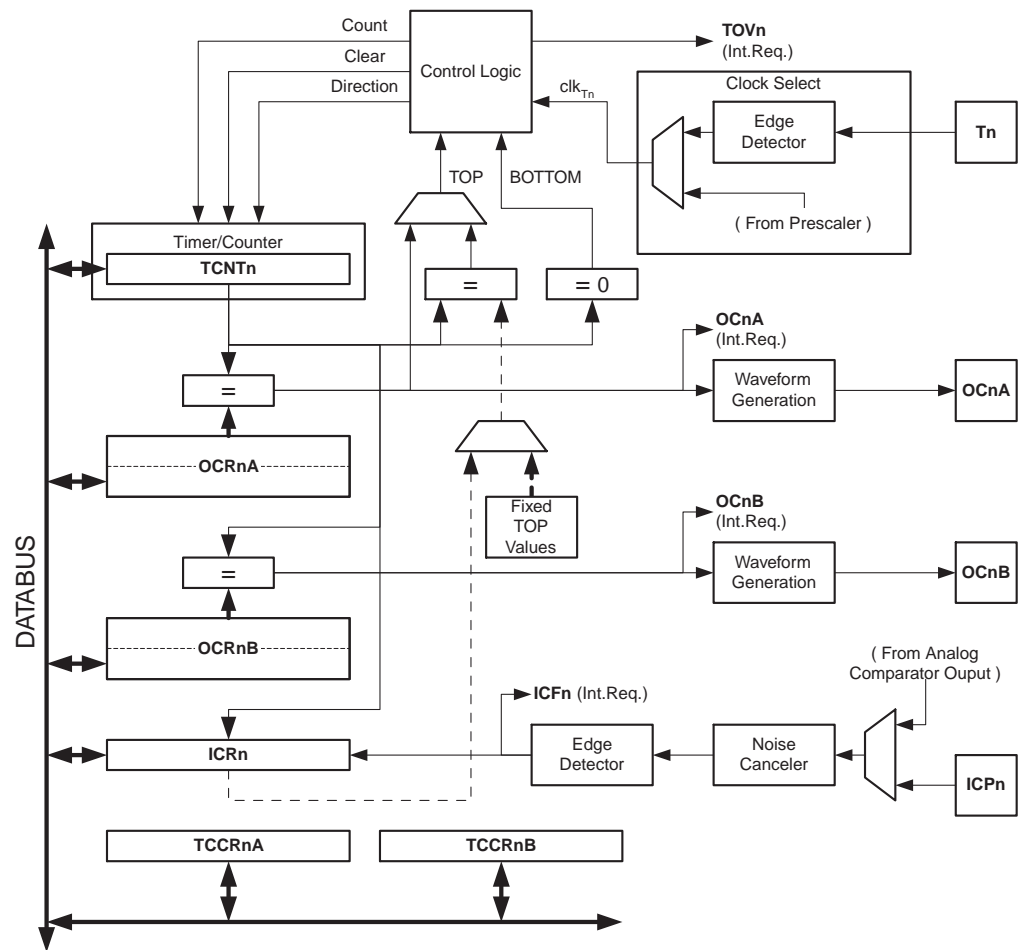 Count
Clear
Direction
Control Logic
TOVn
(Int.Req.)
clkTn
Clock Select
Edge
Detector
Tn
( From Prescaler )
TOP
BOTTOM
Timer/Counter
TCNTn
=
= 0
OCnA
(Int.Req.)
=
Waveform
Generation
OCnA
OCRnA
Fixed
TOP
Values
OCnB
(Int.Req.)
=
Waveform
Generation
OCnB
DATABUS
OCRnB
( From Analog
Comparator Ouput )
ICFn (Int.Req.)
ICRn
Edge
Detector
Noise
Canceler
ICPn
TCCRnA
TCCRnB